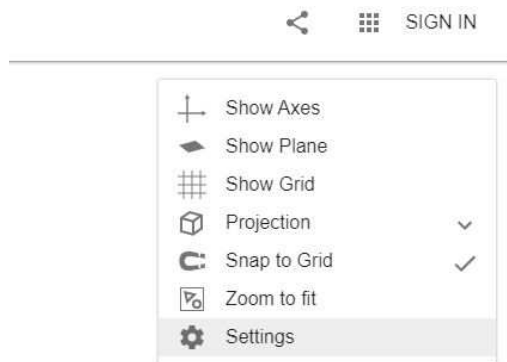 SIGN IN
Show Axes
Show Plane
Show Grid
Projection
Snap to Grid
Zoom to fit
Settings